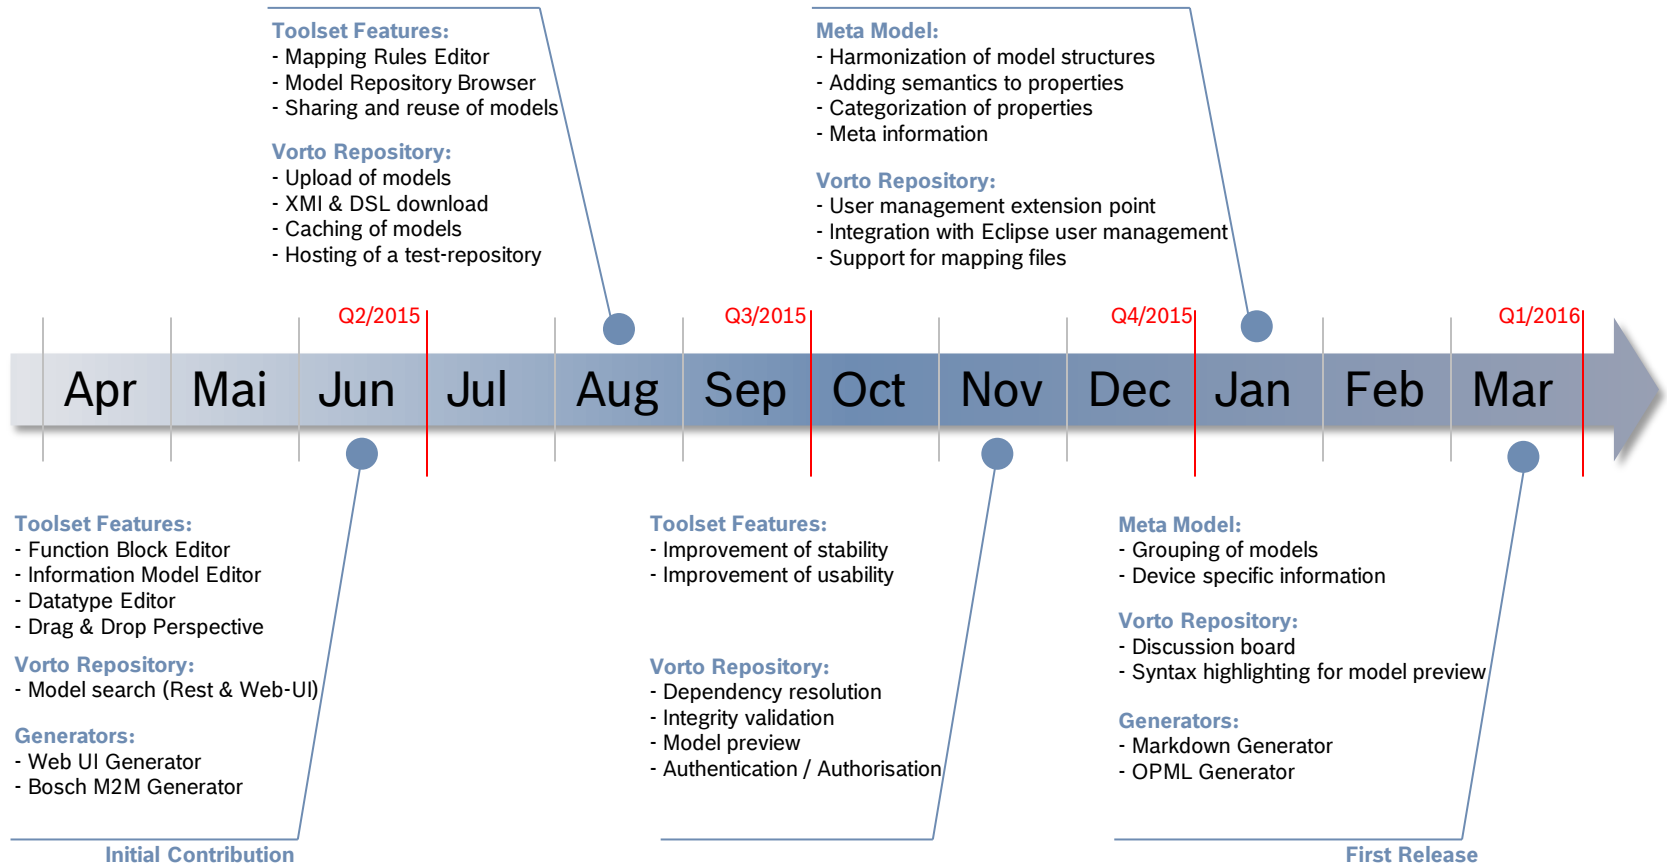 Toolset Features:
- Mapping Rules Editor
- Model Repository Browser
- Sharing and reuse of models
Vorto Repository:
- Upload of models
- XMI & DSL download
- Caching of models
- Hosting of a test-repository
Meta Model:
- Harmonization of model structures
- Adding semantics to properties
- Categorization of properties
- Meta information
Vorto Repository:
- User management extension point
- Integration with Eclipse user management
- Support for mapping files
Q2/2015
Q3/2015
Q4/2015
Q1/2016
Apr Mai Jun Jul Aug Sep Oct Nov Dec Jan Feb Mar
Toolset Features:
- Function Block Editor
- Information Model Editor
- Datatype Editor
- Drag & Drop Perspective
Vorto Repository:
- Model search (Rest & Web-UI)
Generators:
- Web UI Generator
- Bosch M2M Generator
Initial Contribution
Toolset Features:
- Improvement of stability
- Improvement of usability
Vorto Repository:
- Dependency resolution
- Integrity validation
- Model preview
- Authentication / Authorisation
Meta Model:
- Grouping of models
- Device specific information
Vorto Repository:
- Discussion board
- Syntax highlighting for model preview
Generators:
- Markdown Generator
- OPML Generator
First Release